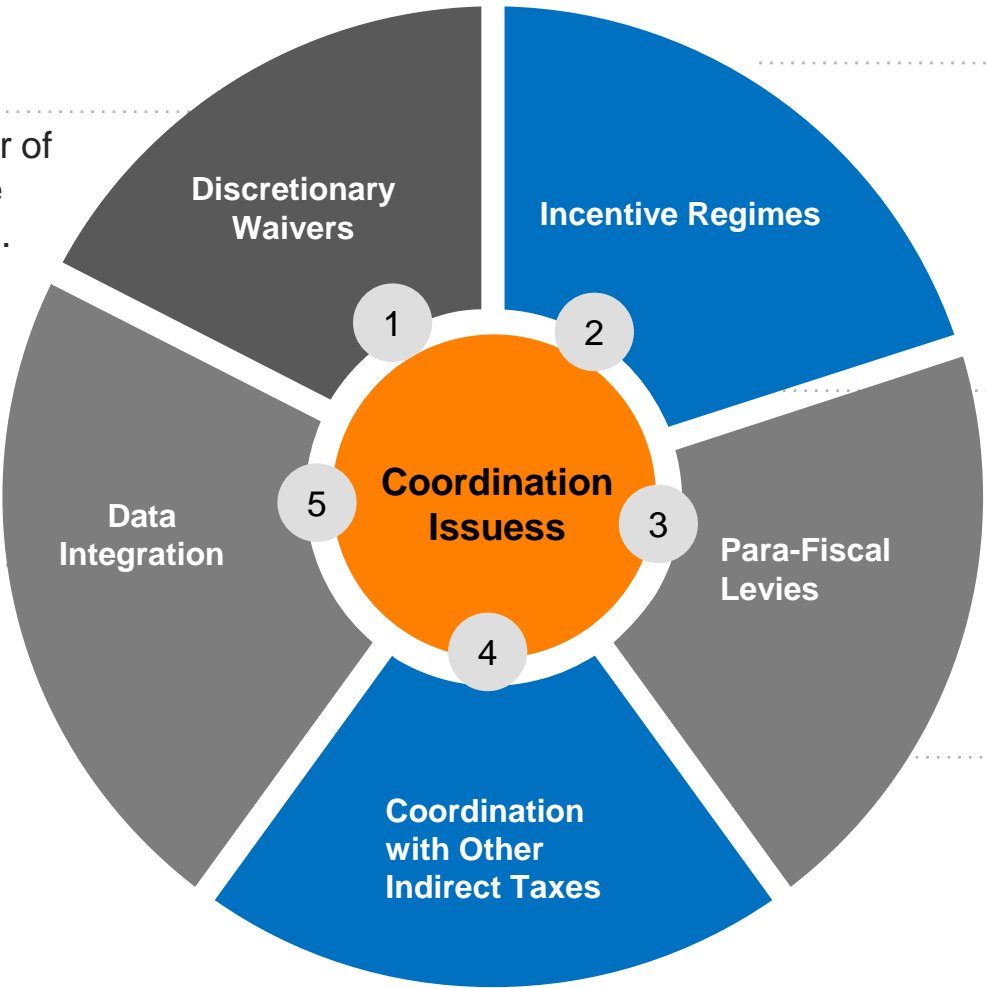 r of
e
.
Discretionary
Waivers
1
Incentive Regimes
2
Para-Fiscal
Levies
3
Coordination
with Other
Indirect Taxes
4
Data
Integration
5
Coordination
Issuess